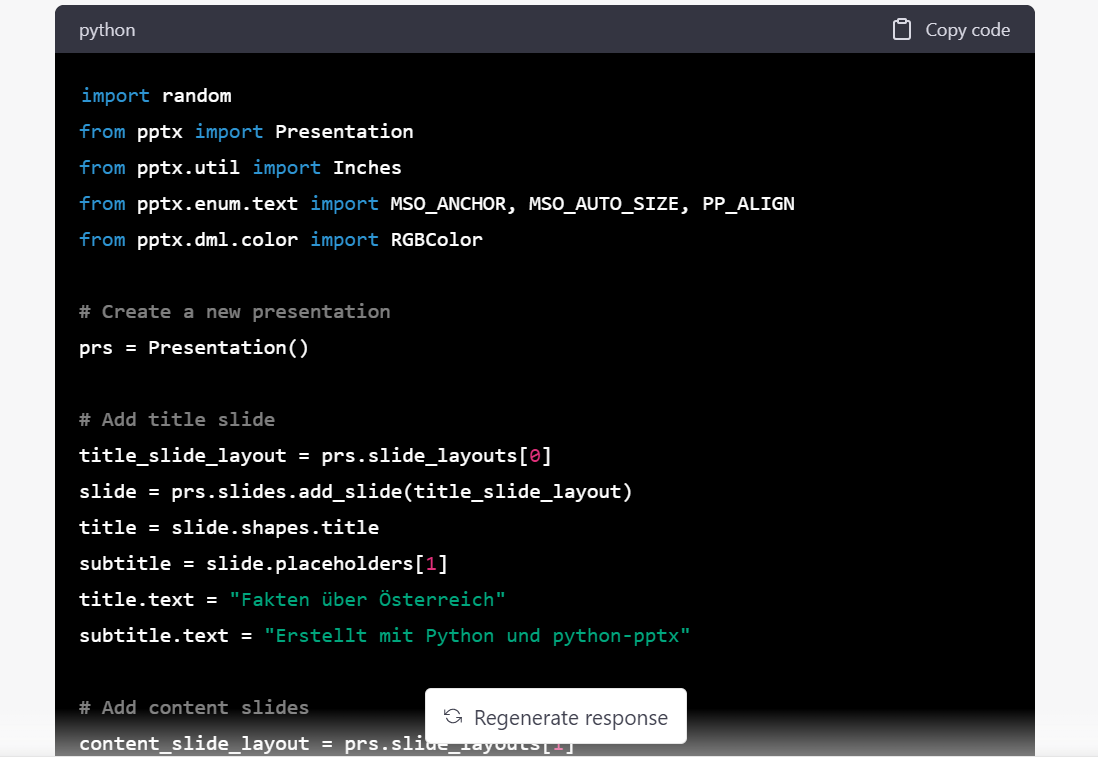 python
Copy code
import random
from pptx import Presentation
from pptx.util import Inches
from pptx.enum.text import MSO_ANCHOR, MSO_AUTO_SIZE, PP_ALIGN
from pptx.dml.color import RGBColor
# Create a new presentation
prs = Presentation()
# Add title slide
title_slide_layout = prs.slide_layouts[0]
slide = prs.slides.add_slide(title_slide_layout)
title = slide.shapes.title
subtitle = slide.placeholders[1]
title.text = "Fakten über Österreich"
subtitle.text = "Erstellt mit Python und python-pptx"
# Add content slides
Regenerate response
content_slide_layout = prs.slide_layouts[1]